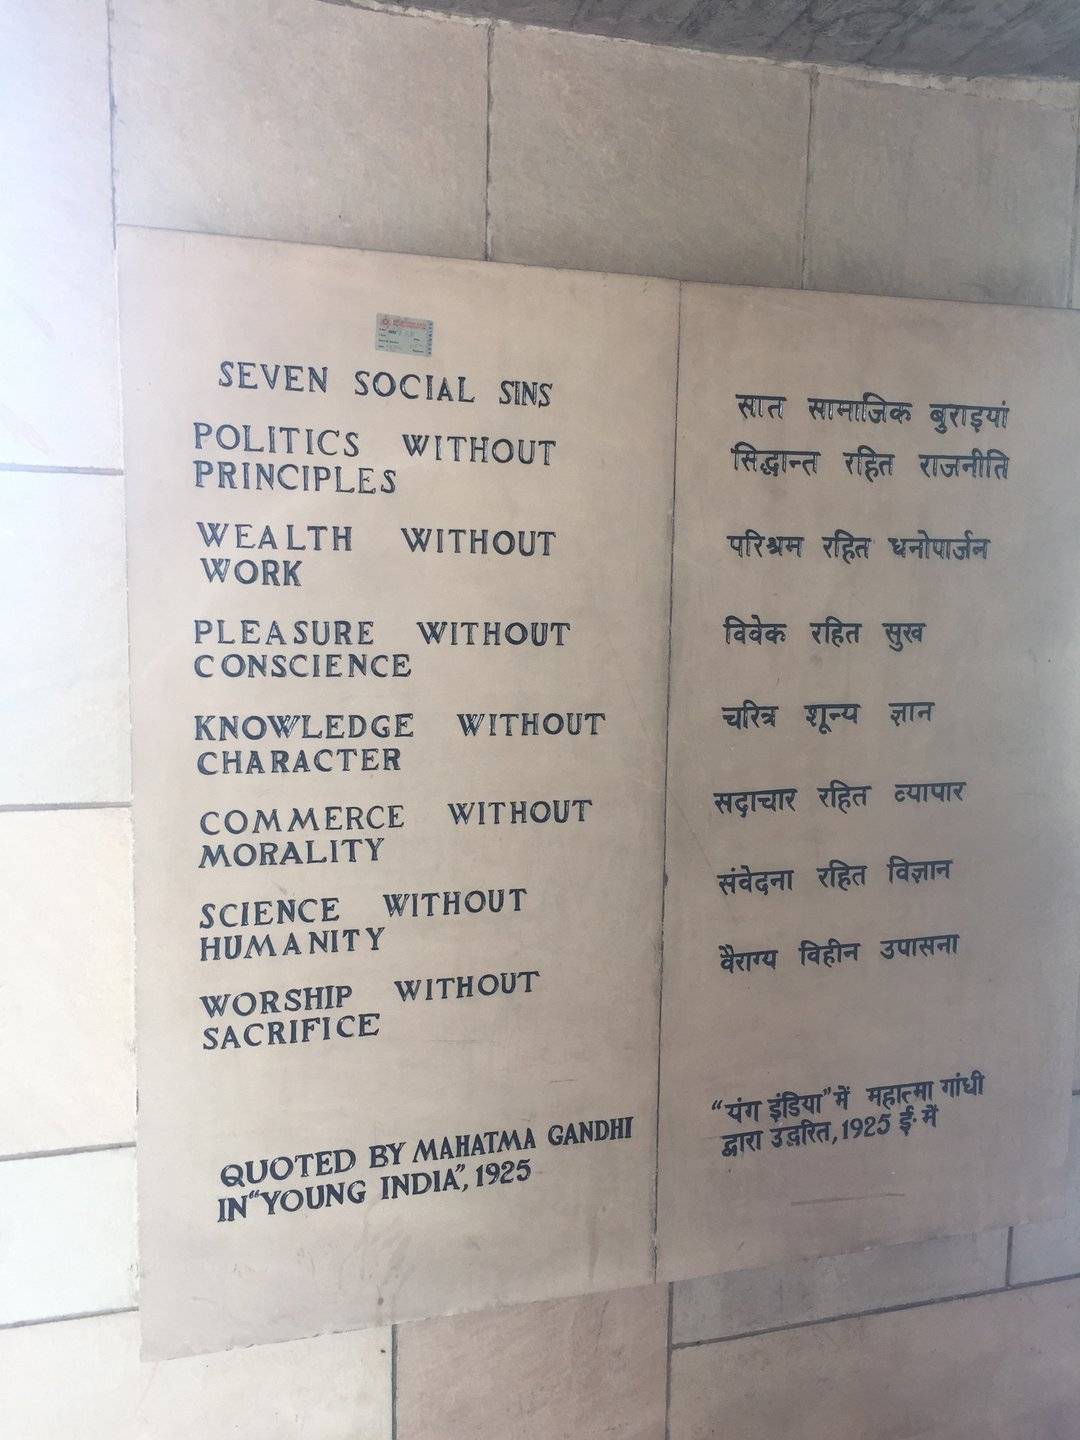 SEVEN SOCIAL SINS
POLITICS WITHOUT
PRINCIPLES
WEALTH WITHOUT
WORK
PLEASURE WITHOUT
CONSCIENCE
KNOWLEDGE WITHOUT
CHARACTER
COMMERCE WITHOUT
MORALITY
SCIENCE WITHOUT
HUMANITY
WORSHIP WITHOUT
SACRIFICE
QUOTED BY MAHATMA GANDHI
IN "YOUNG INDIA", 1925
सात सामाजिक बुराइयां
सिद्धान्त रहित राजनीति
परिश्रम रहित धनोपार्जन
विवेक रहित सुख
चरित्र शून्य ज्ञान
सदाचार रहित व्यापार
संवेदना रहित विज्ञान
वैराग्य विहीन उपासना
“यंग इंडिया” में महात्मा गांधी
द्वारा उद्धरित, 1925 ई॰ में